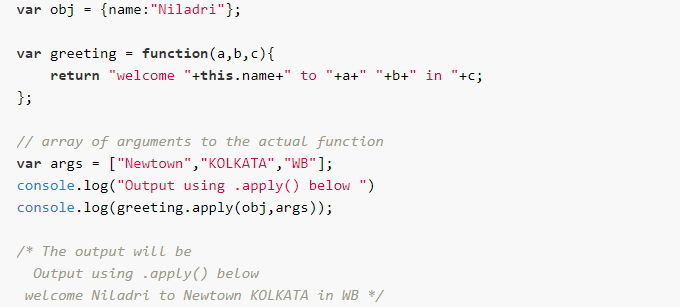 var obj = {name:"Niladri"};
var greeting = function(a,b,c){
    return "welcome "+this.name+" to "+a+" "+b+" in "+c;
};
// array of arguments to the actual function
var args = ["Newtown","KOLKATA","WB"];
console.log("Output using .apply() below ")
console.log(greeting.apply(obj,args));
/* The output will be
  Output using .apply() below
 welcome Niladri to Newtown KOLKATA in WB */